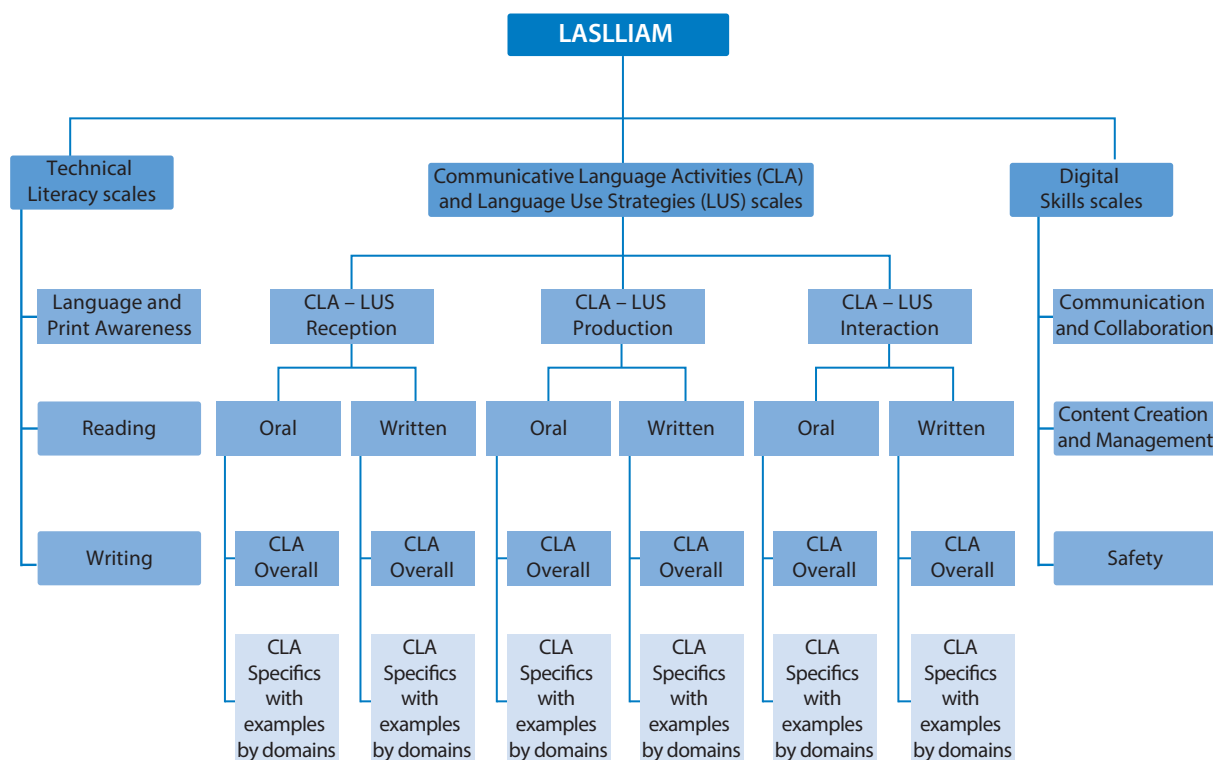 LASLLIAM
Technical
Literacy scales
Communicative Language Activities (CLA)
and Language Use Strategies (LUS) scales
Digital
Skills scales
Language and
Print Awareness
CLA – LUS
Reception
CLA – LUS
Production
CLA – LUS
Interaction
Communication
and Collaboration
Reading
Oral
Written
Oral
Written
Oral
Written
Content Creation
and Management
Writing
CLA
Overall
CLA
Overall
CLA
Overall
CLA
Overall
CLA
Overall
CLA
Overall
Safety
CLA
Specifics
with
examples
by domains
CLA
Specifics
with
examples
by domains
CLA
Specifics
with
examples
by domains
CLA
Specifics
with
examples
by domains
CLA
Specifics
with
examples
by domains
CLA
Specifics
with
examples
by domains